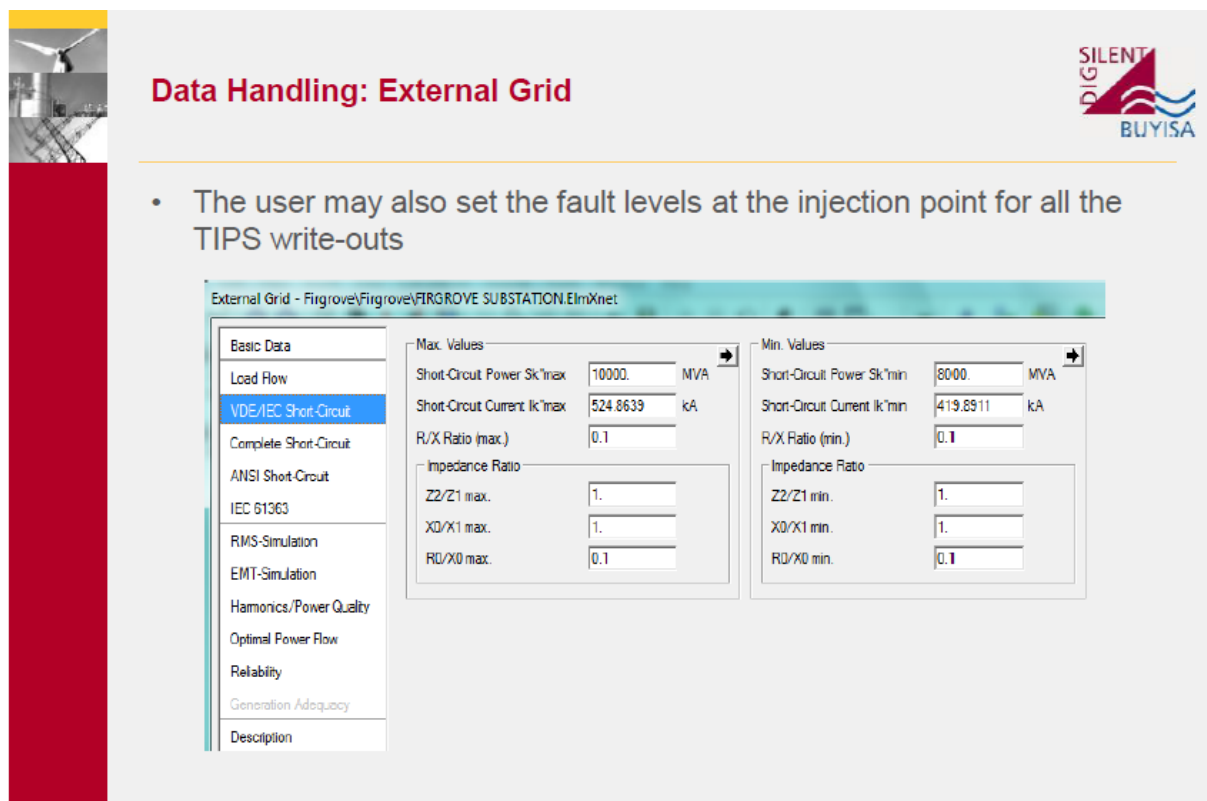 Data Handling: External Grid
DIgSILENT
BUYISA
• The user may also set the fault levels at the injection point for all the
TIPS write-outs
External Grid - Firgrove\Firgrove\FIRGROVE SUBSTATION.ElmXnet
Basic Data
Load Flow
VDE/IEC Short-Circuit
Complete Short-Circuit
ANSI Short-Circuit
IEC 61363
RMS-Simulation
EMT-Simulation
Harmonics/Power Quality
Optimal Power Flow
Reliability
Generation Adequacy
Description
Max. Values
Short-Circuit Power Sk"max 10000. MVA
Short-Circuit Current Ik"max 524.8639 kA
R/X Ratio (max.) 0.1
Impedance Ratio
Z2/Z1 max. 1.
X0/X1 max. 1.
R0/X0 max. 0.1
Min. Values
Short-Circuit Power Sk"min 8000. MVA
Short-Circuit Current Ik"min 419.8911 kA
R/X Ratio (min.) 0.1
Impedance Ratio
Z2/Z1 min. 1.
X0/X1 min. 1.
R0/X0 min. 0.1